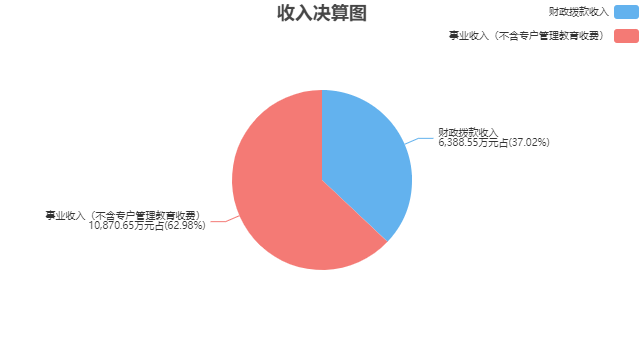 收入决算图
财政拨款收入
事业收入（不含专户管理教育收费）
财政拨款收入
6,388.55万元占(37.02%)
事业收入（不含专户管理教育收费）
10,870.65万元占(62.98%)